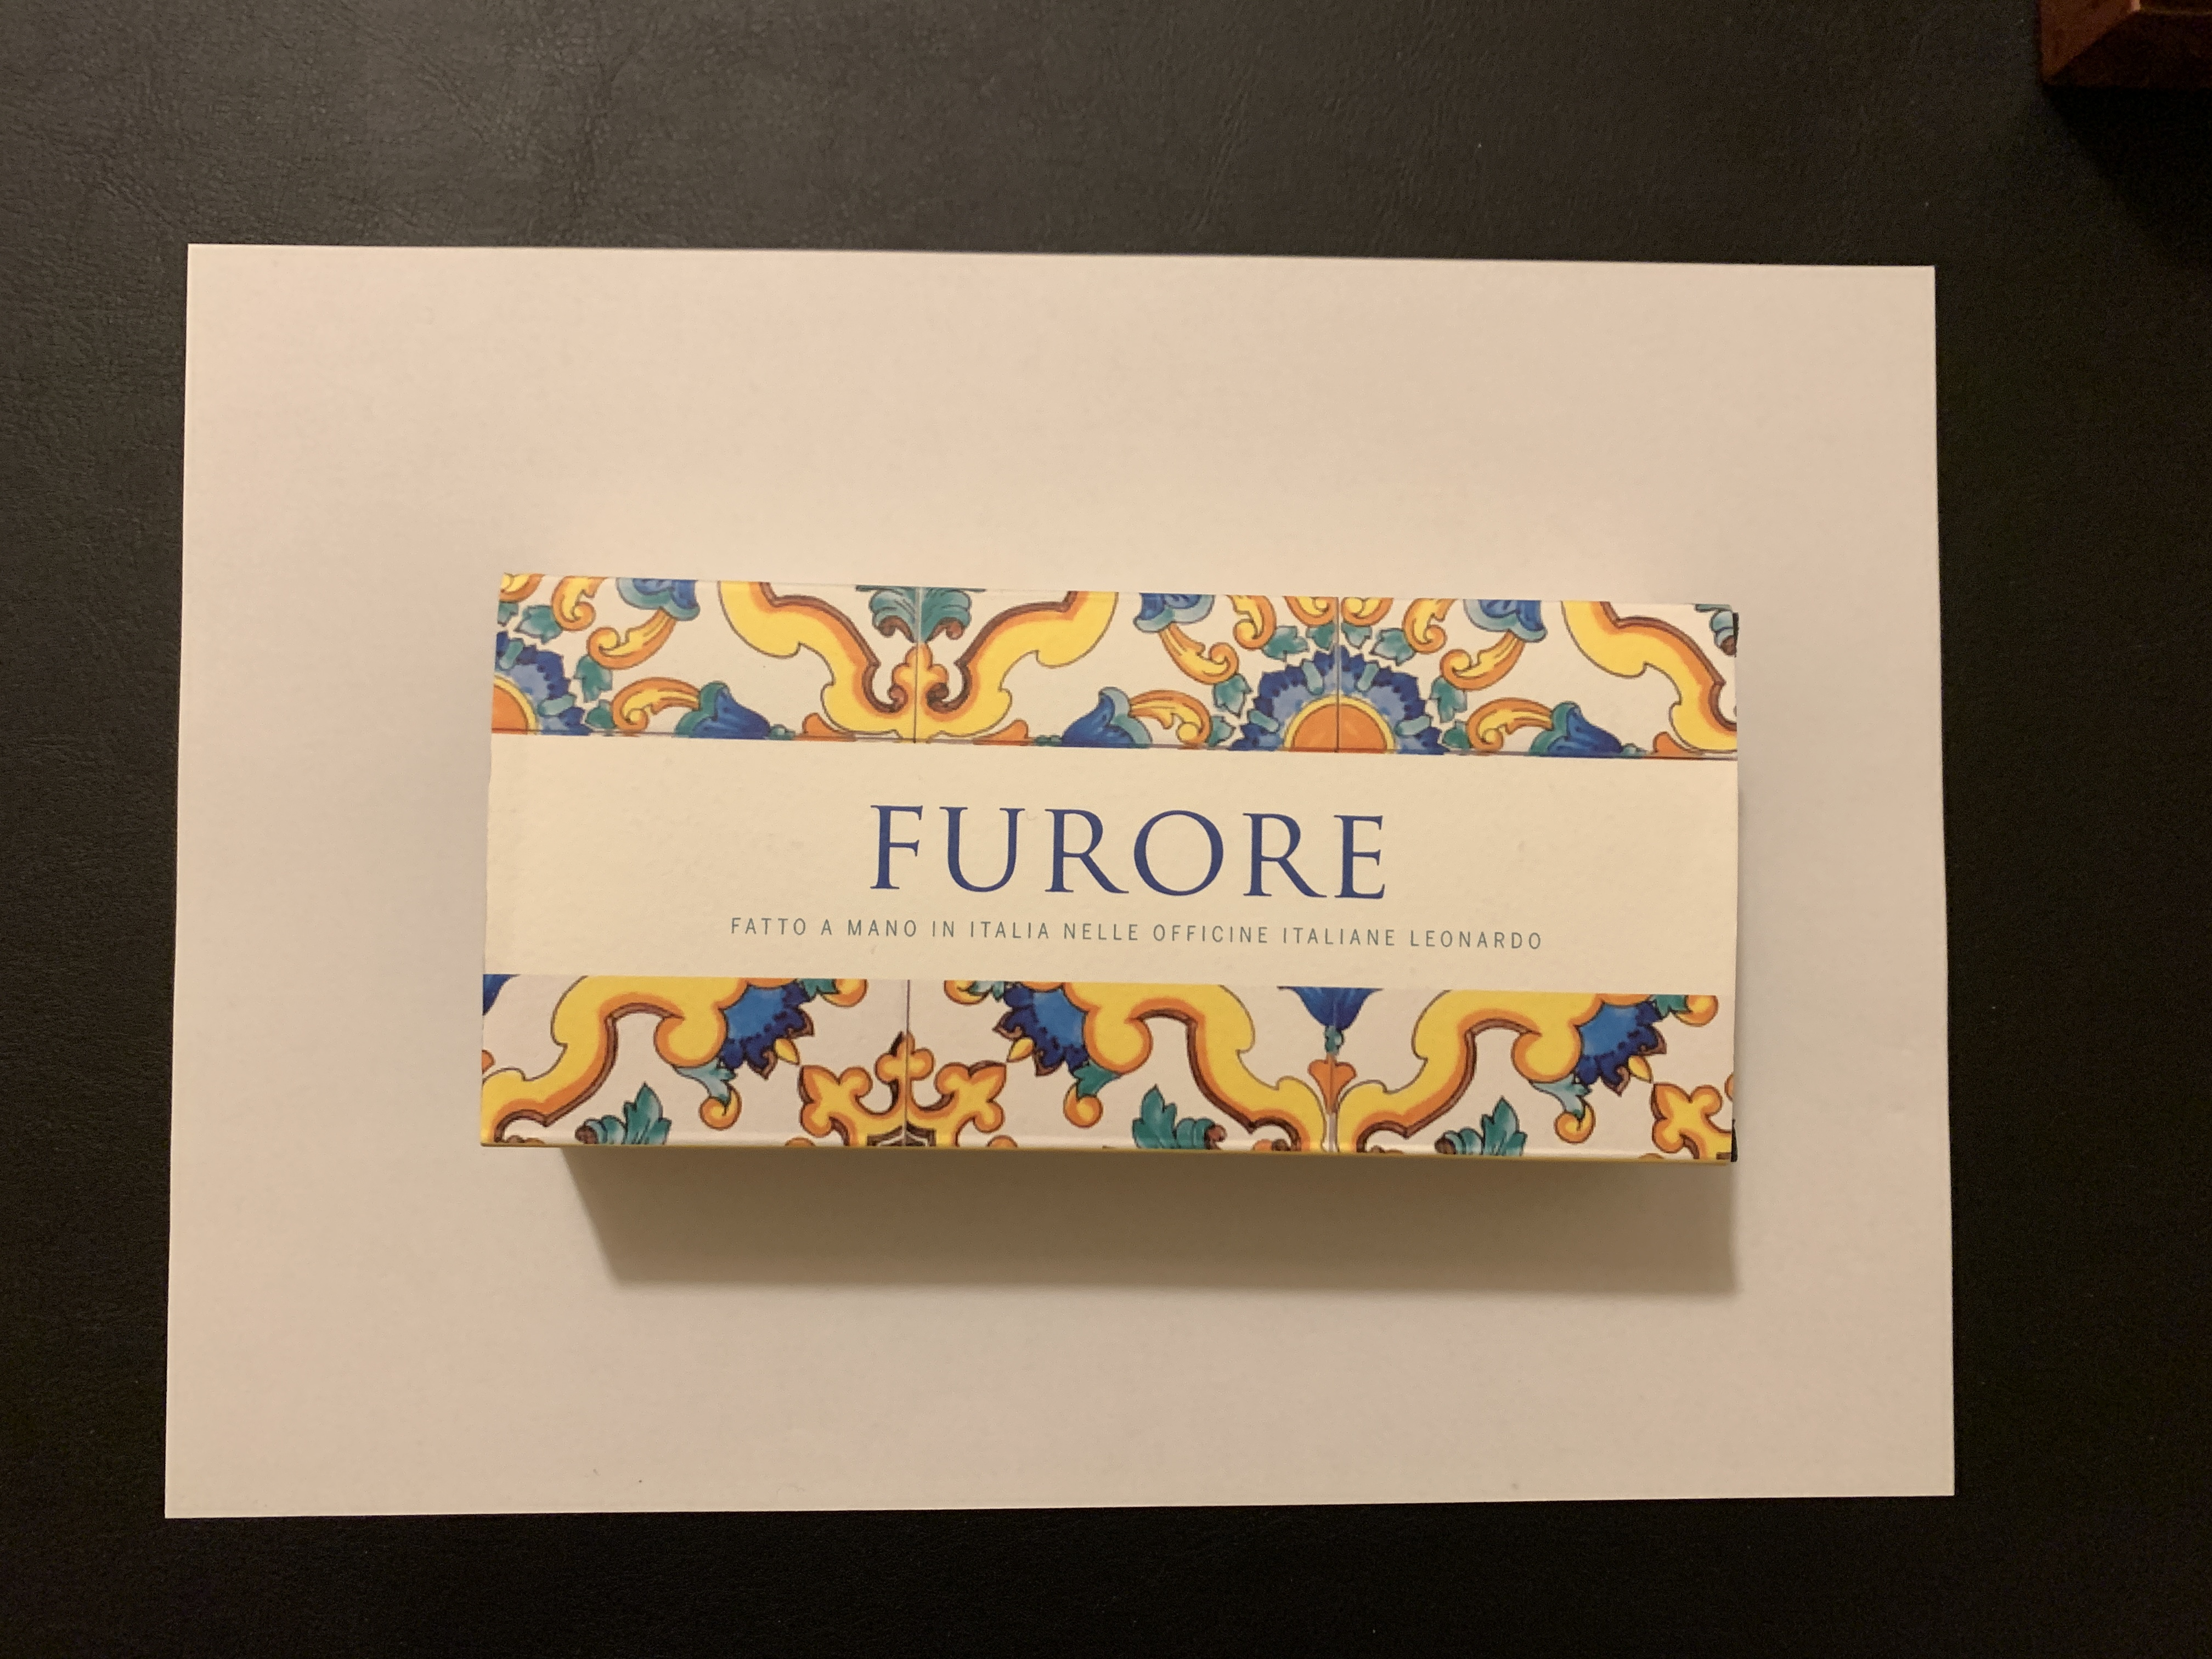 FURORE
FATTO A MANO IN ITALIA NELLE OFFICINE ITALIANE LEONARDO